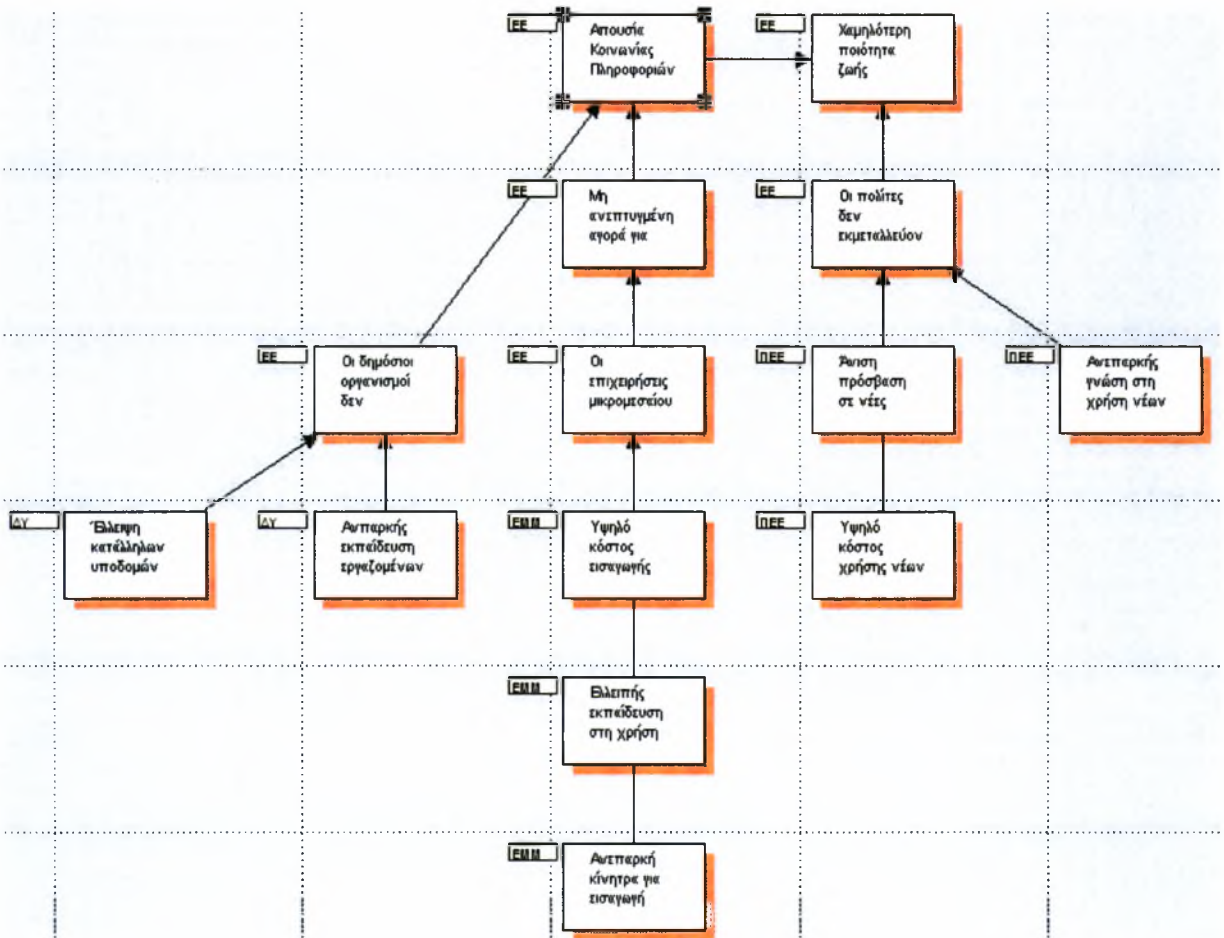 ΕΕ
Απουσία
Κοινωνίας
Πληροφοριών
ΕΕ
Χαμηλότερη
ποιότητα
ζωής
ΕΕ
Μη
ανεπτυγμένη
αγορά για
ΕΕ
Οι πολίτες
δεν
εκμεταλλεύον
ΕΕ
Οι δημόσιοι
οργανισμοί
δεν
ΕΕ
Οι
επιχειρήσεις
μικρομεσαίου
ΠΕΕ
Άνιση
πρόσβαση
σε νέες
ΠΕΕ
Ανεπαρκής
γνώση στη
χρήση νέων
ΔΥ
Έλλειψη
κατάλληλων
υποδομών
ΔΥ
Ανπαρκής
εκπαίδευση
εργαζομένων
ΕΜΜ
Υψηλό
κόστος
εισαγωγής
ΠΕΕ
Υψηλό
κόστος
χρήσης νέων
ΕΜΜ
Ελλειπής
εκπαίδευση
στη χρήση
ΕΜΜ
Ανεπαρκή
κίνητρα για
εισαγωγή